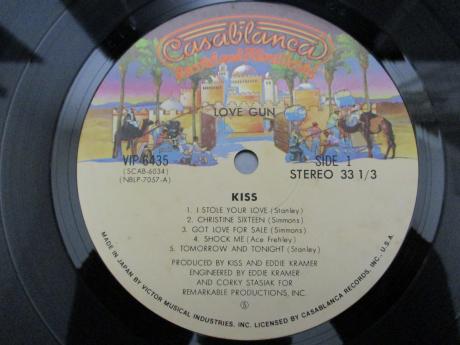 Casablanca
Record and FilmWorks
LOVE GUN
VIP-6435
(SCAB-6034)
(NBLP-7057-A)
SIDE 1
STEREO 33 1/3
KISS
1. I STOLE YOUR LOVE (Stanley)
2. CHRISTINE SIXTEEN (Simmons)
3. GOT LOVE FOR SALE (Simmons)
4. SHOCK ME (Ace Frehley)
5. TOMORROW AND TONIGHT (Stanley)
PRODUCED BY KISS AND EDDIE KRAMER
ENGINEERED BY EDDIE KRAMER
AND CORKY STASIAK FOR
REMARKABLE PRODUCTIONS, INC.
Ⓢ
MADE IN JAPAN BY VICTOR MUSICAL INDUSTRIES, INC. LICENSED BY CASABLANCA RECORDS, INC., U.S.A.